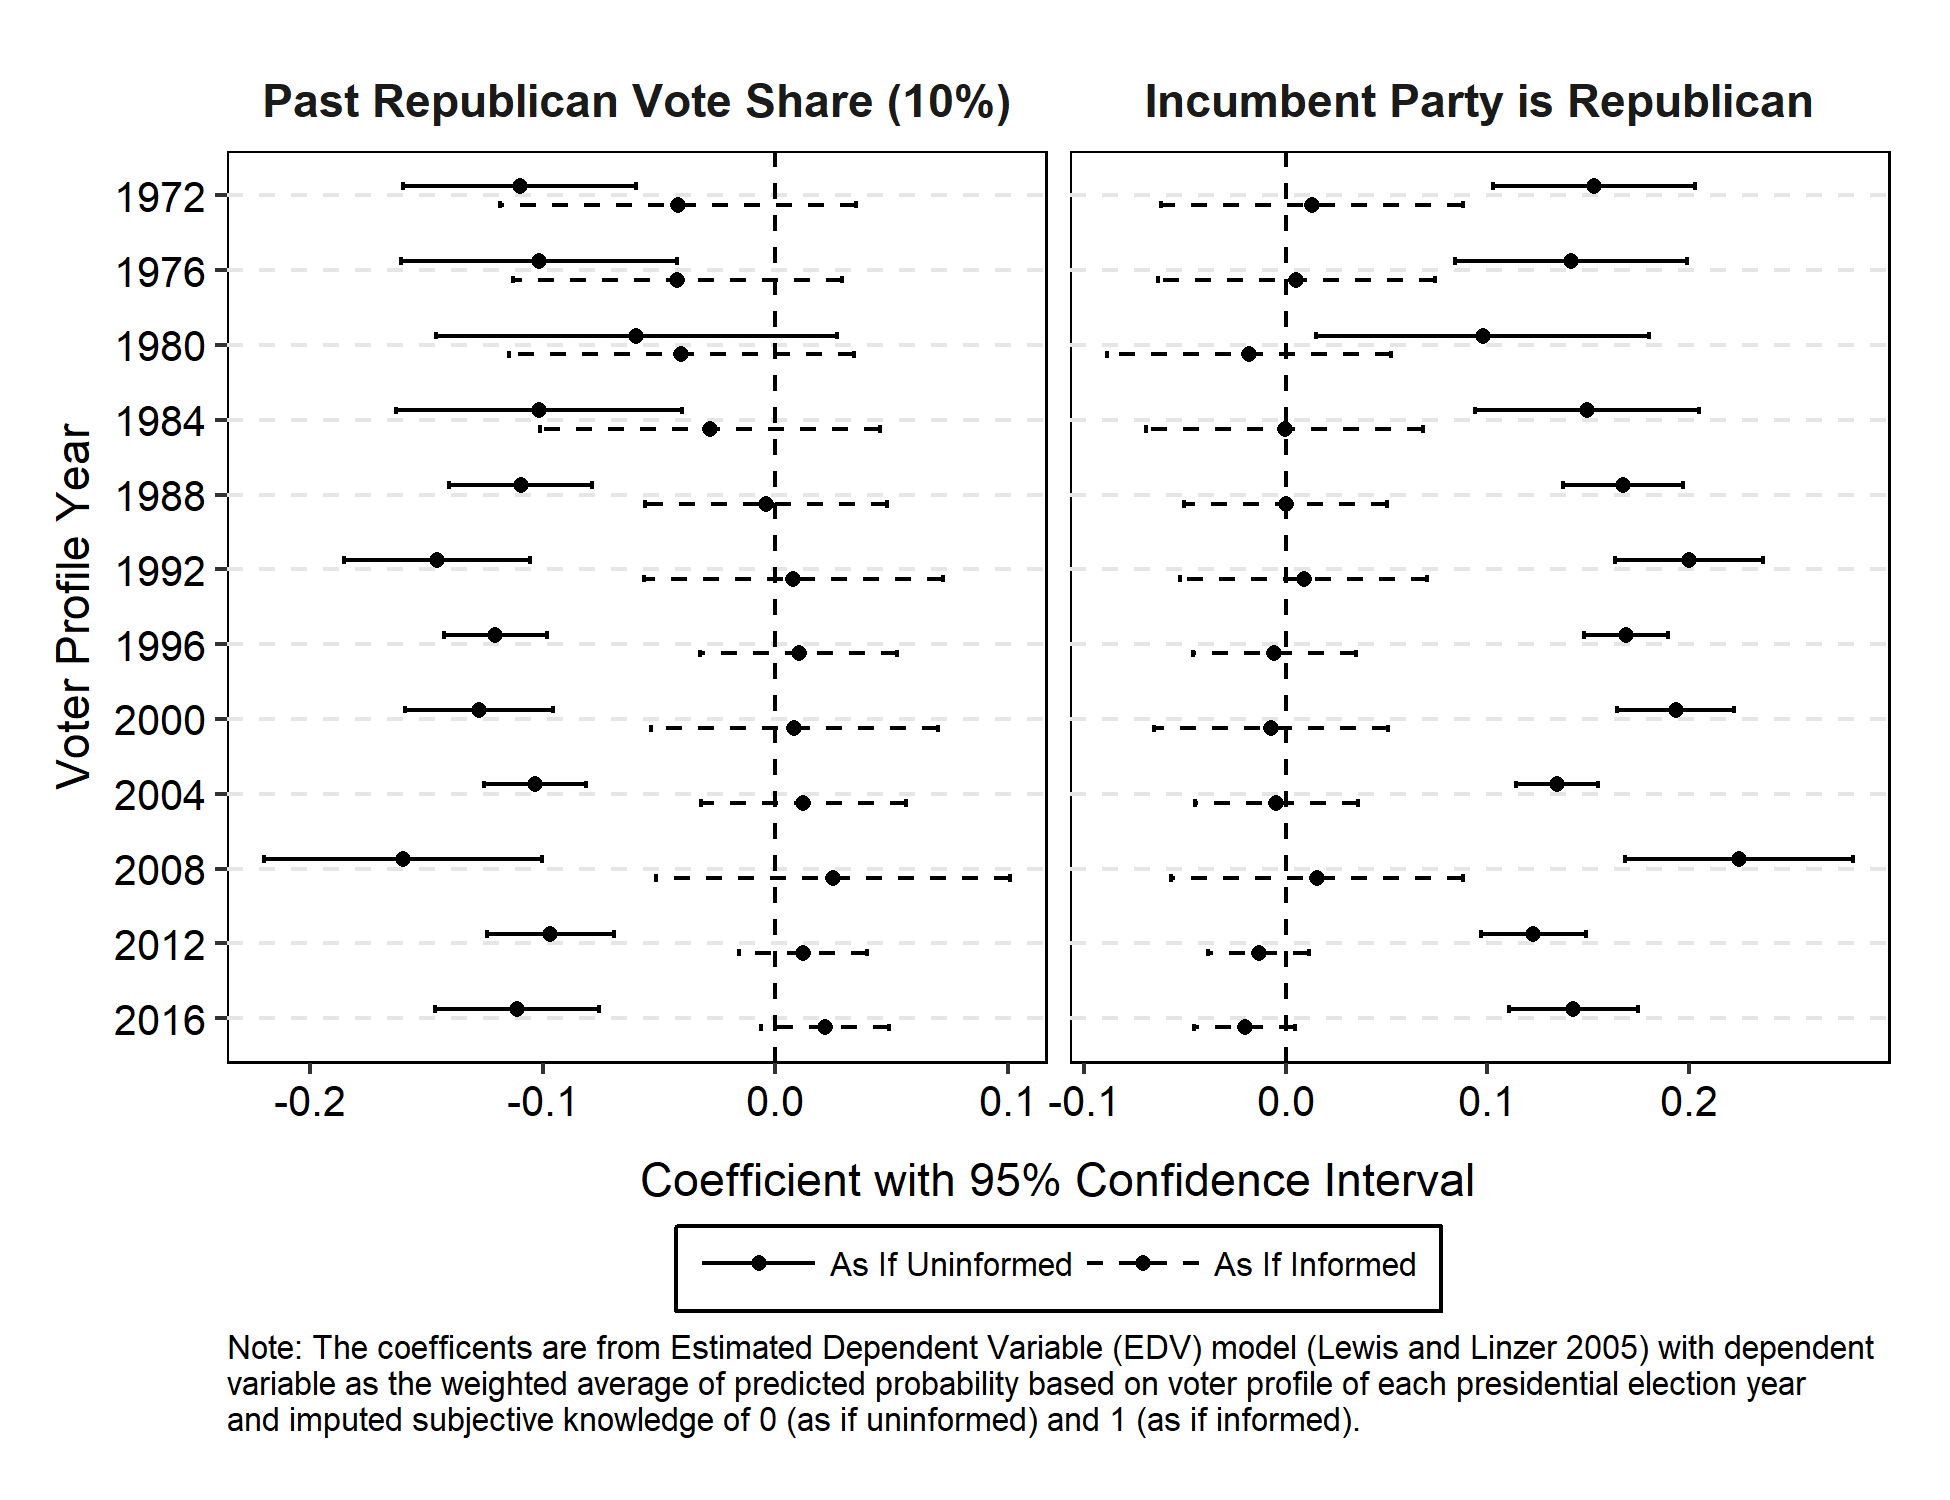 Past Republican Vote Share (10%)
Incumbent Party is Republican
Voter Profile Year
1972
1976
1980
1984
1988
1992
1996
2000
2004
2008
2012
2016
-0.2 -0.1 0.0 0.1
-0.1 0.0 0.1 0.2
Coefficient with 95% Confidence Interval
As If Uninformed As If Informed
Note: The coefficents are from Estimated Dependent Variable (EDV) model (Lewis and Linzer 2005) with dependent
variable as the weighted average of predicted probability based on voter profile of each presidential election year
and imputed subjective knowledge of 0 (as if uninformed) and 1 (as if informed).